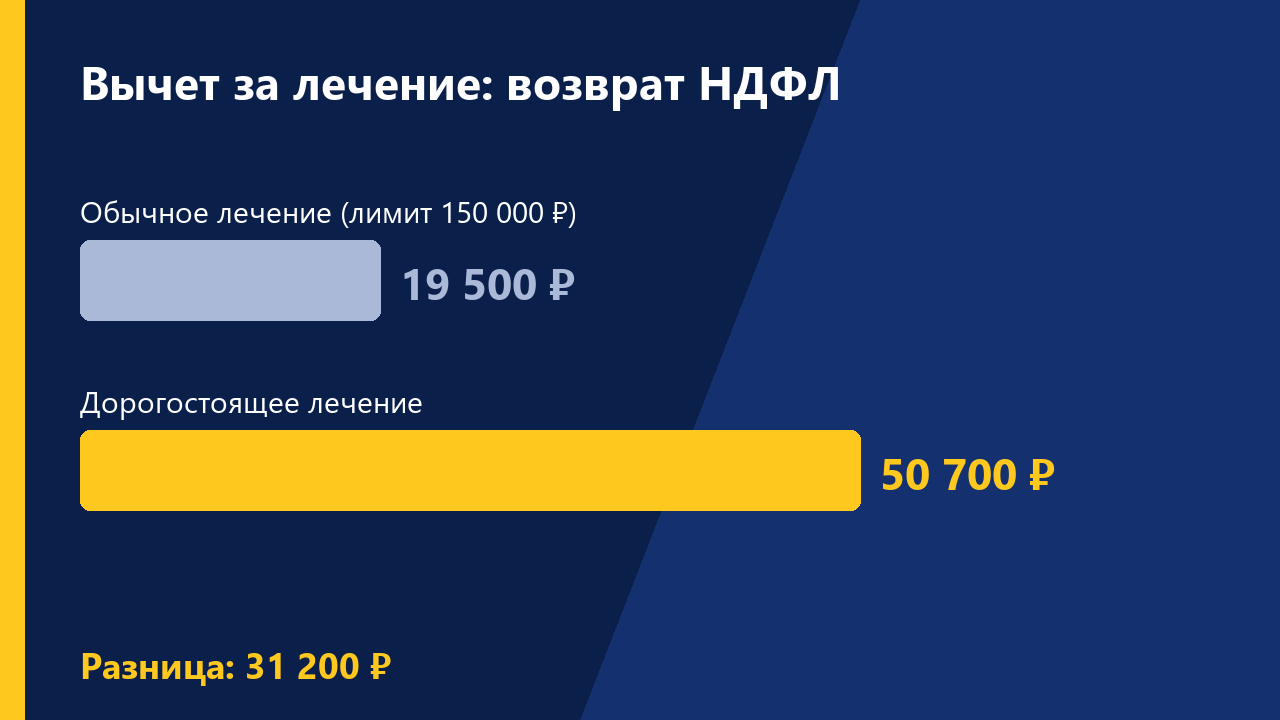 Вычет за лечение: возврат НДФЛ
Обычное лечение (лимит 150 000 ₽)
19 500 ₽
Дорогостоящее лечение
50 700 ₽
Разница: 31 200 ₽